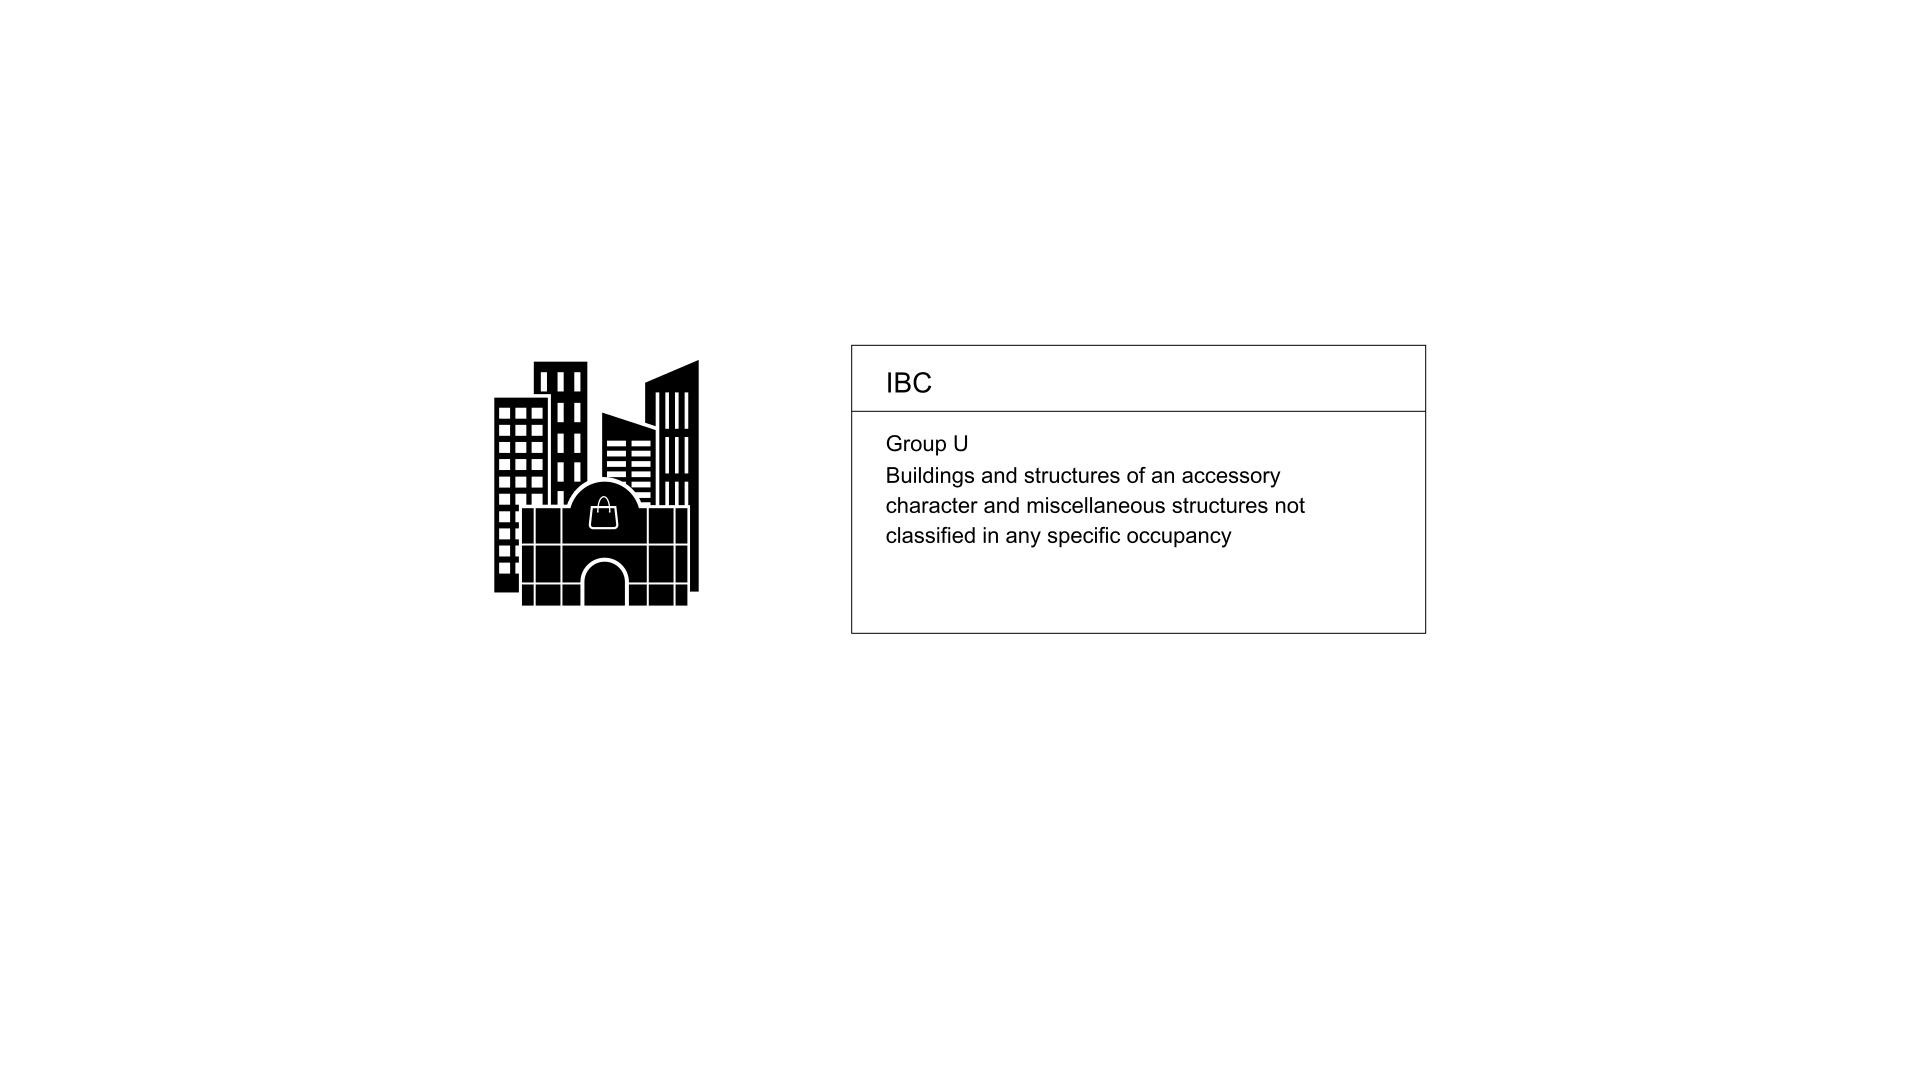 IBC
Group U
Buildings and structures of an accessory
character and miscellaneous structures not
classified in any specific occupancy